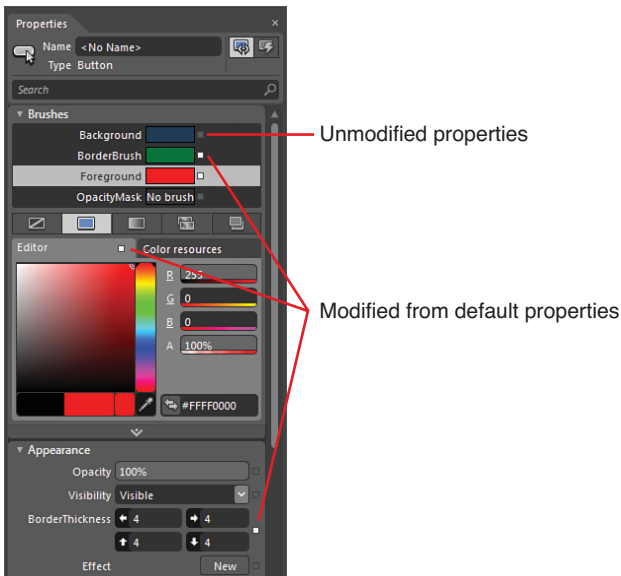 Properties
×
Name <No Name>
Type Button
Search
Brushes
Background
Unmodified properties
BorderBrush
Foreground
OpacityMask No brush
Editor
Color resources
R 255
G 0
B 0
A 100%
Modified from default properties
#FFFF0000
Appearance
Opacity 100%
Visibility Visible
BorderThickness 4 4
4 4
Effect New